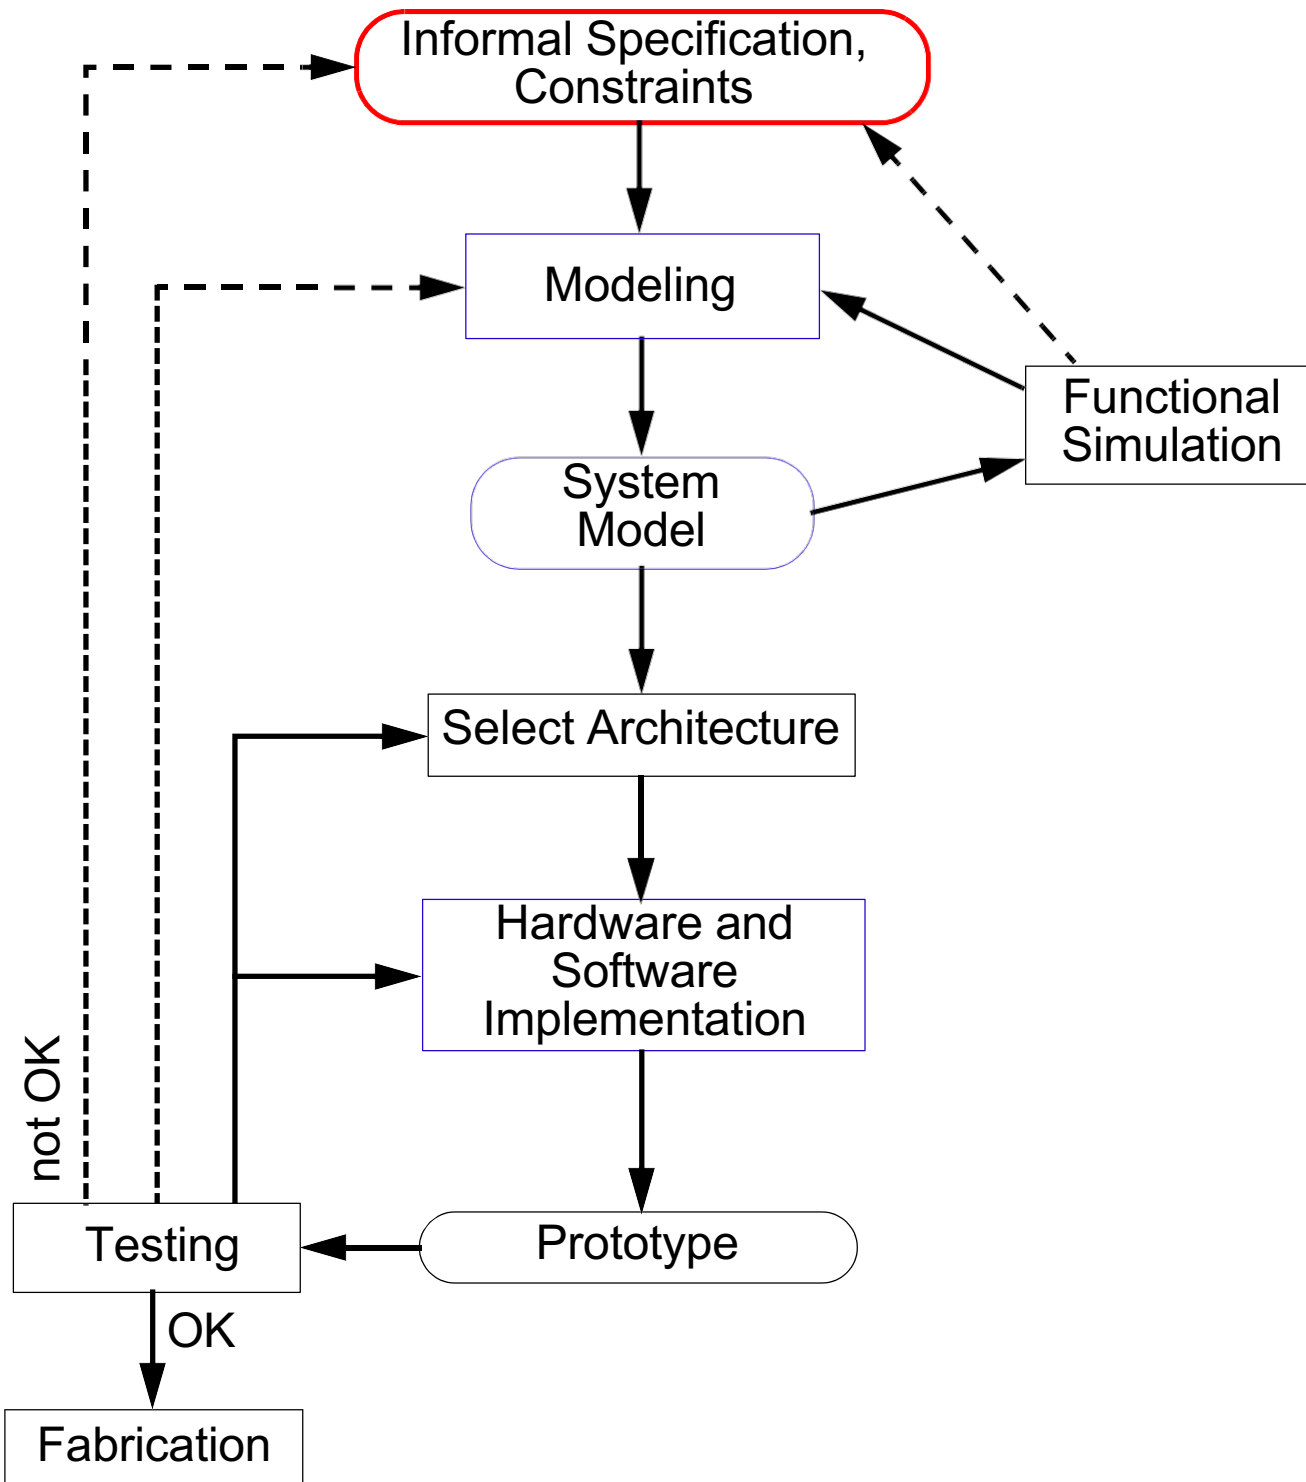 Informal Specification,
Constraints
Modeling
Functional
Simulation
System
Model
Select Architecture
Hardware and
Software
Implementation
not OK
Testing
Prototype
OK
Fabrication